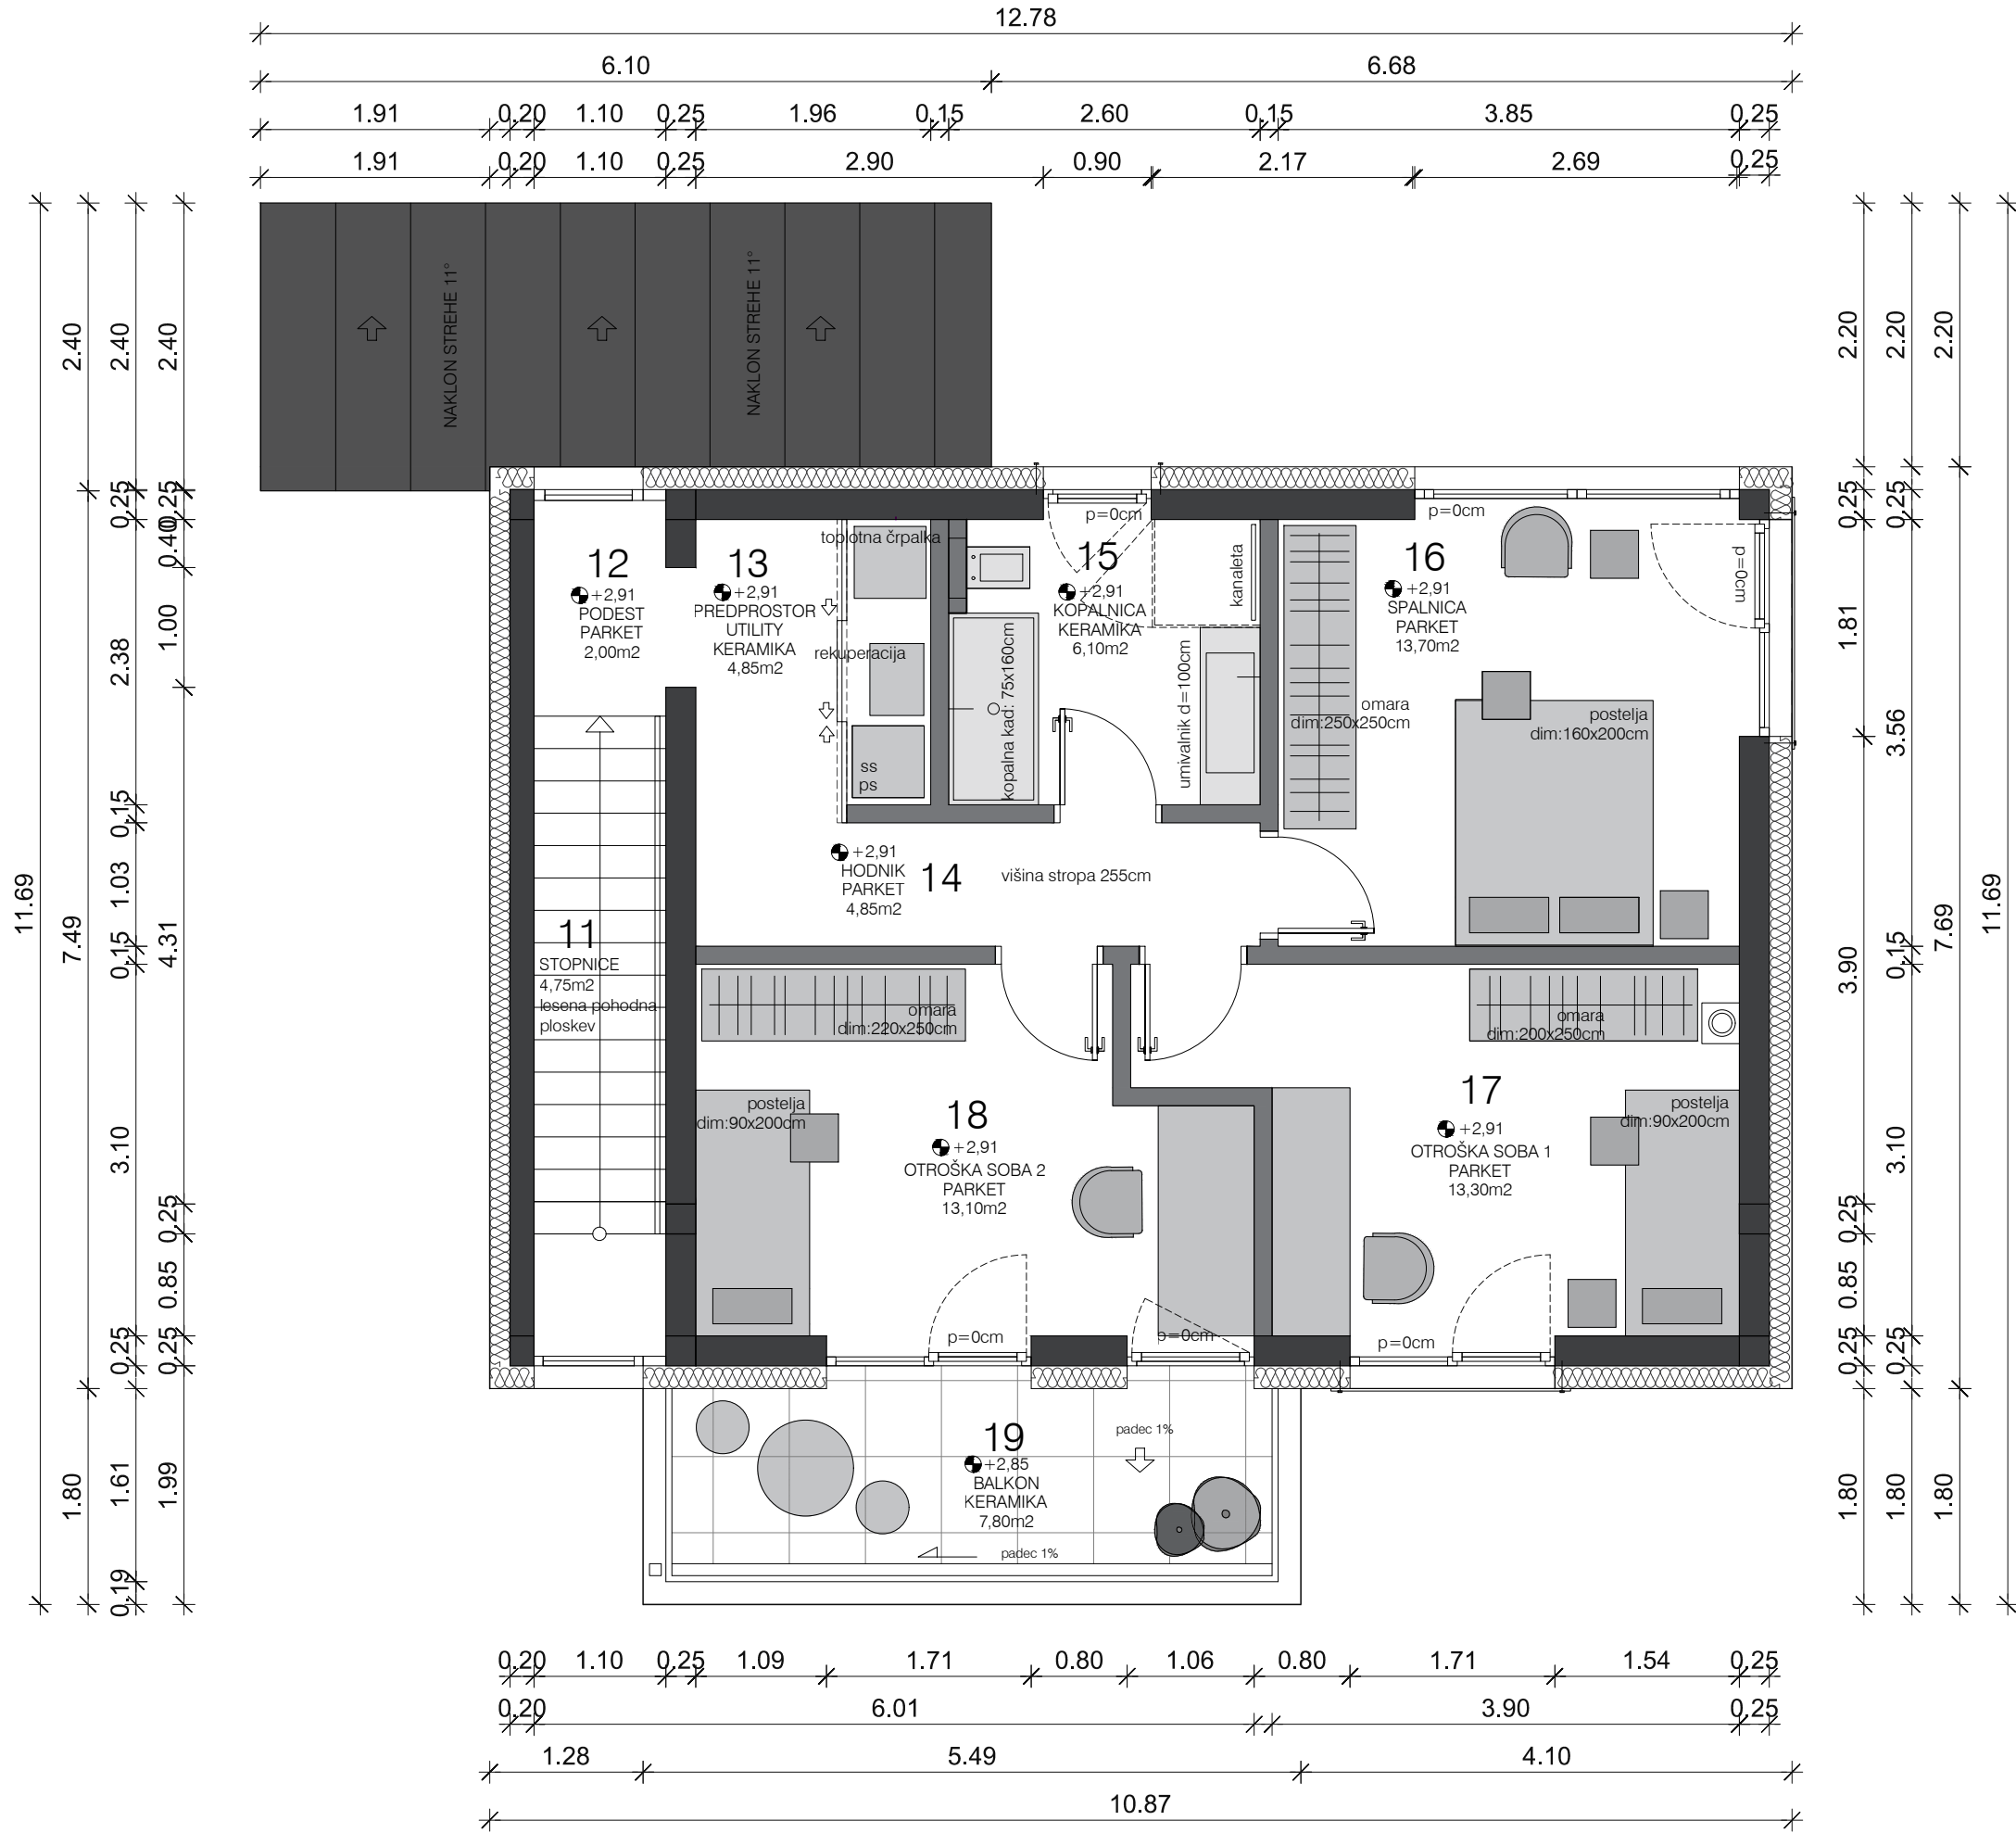 12.78
6.10 6.68
1.91 0.20 1.10 0.25 1.96 0.15 2.60 0.15 3.85 0.25
1.91 0.20 1.10 0.25 2.90 0.90 2.17 2.69 0.25
11.69
2.40 7.49 1.80
2.40 0.25 2.38 0.15 1.03 0.15 3.10 0.25 1.61 0.19
2.40 0.25 0.40 1.00 4.31 0.25 0.85 0.25 1.99
NAKLON STREHE 11°
NAKLON STREHE 11°
12
+2,91
PODEST
PARKET
2,00m2
13
+2,91
PREDPROSTOR
UTILITY
KERAMIKA
4,85m2
toplotna črpalka
rekuperacija
ss
ps
15
p=0cm
+2,91
KOPALNICA
KERAMIKA
6,10m2
kanaleta
kopalna kad: 75x160cm
umivalnik d=100cm
16
p=0cm
p=0cm
+2,91
SPALNICA
PARKET
13,70m2
omara
dim:250x250cm
postelja
dim:160x200cm
+2,91
HODNIK
PARKET
4,85m2
14
višina stropa 255cm
11
STOPNICE
4,75m2
lesena pohodna
ploskev
omara
dim:220x250cm
postelja
dim:90x200cm
18
+2,91
OTROŠKA SOBA 2
PARKET
13,10m2
p=0cm
p=0cm
omara
dim:200x250cm
17
+2,91
OTROŠKA SOBA 1
PARKET
13,30m2
postelja
dim:90x200cm
p=0cm
19
+2,85
BALKON
KERAMIKA
7,80m2
padec 1%
padec 1%
2.20 1.81 3.90 0.25 0.85 0.25 1.80
2.20 0.25 3.56 0.15 3.10 0.25 1.80
2.20 7.69 1.80
11.69
0.20 1.10 0.25 1.09 1.71 0.80 1.06 0.80 1.71 1.54 0.25
0.20 6.01 3.90 0.25
1.28 5.49 4.10
10.87